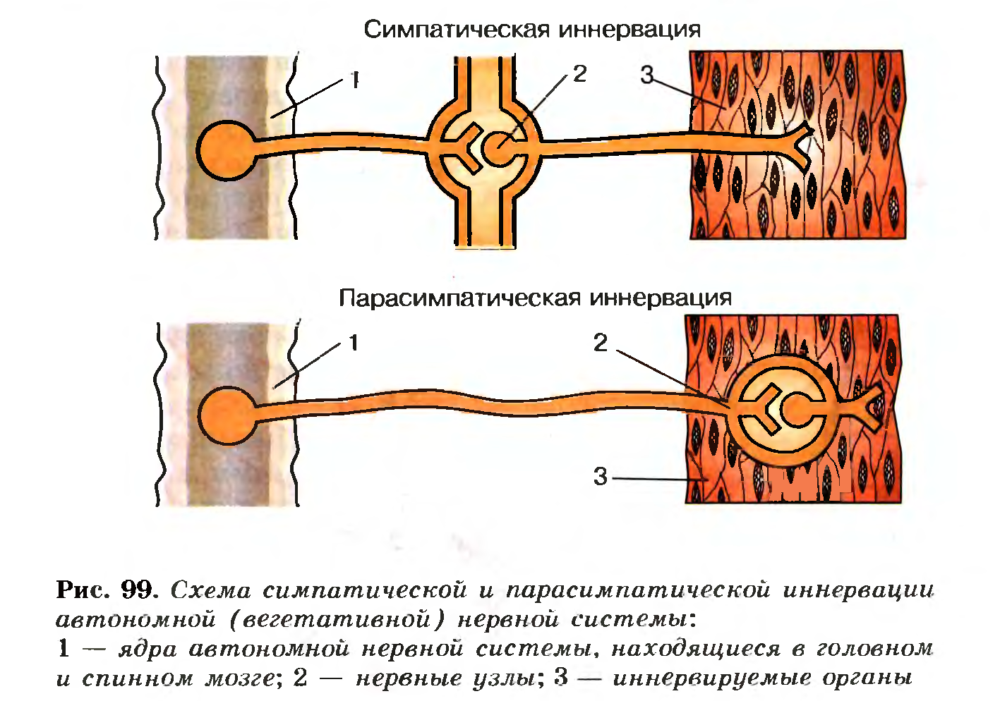 Симпатическая иннервация
1 2 3
Парасимпатическая иннервация
1 2
3
Рис. 99. Схема симпатической и парасимпатической иннервации
автономной (вегетативной) нервной системы:
1 — ядра автономной нервной системы, находящиеся в головном
и спинном мозге; 2 — нервные узлы; 3 — иннервируемые органы